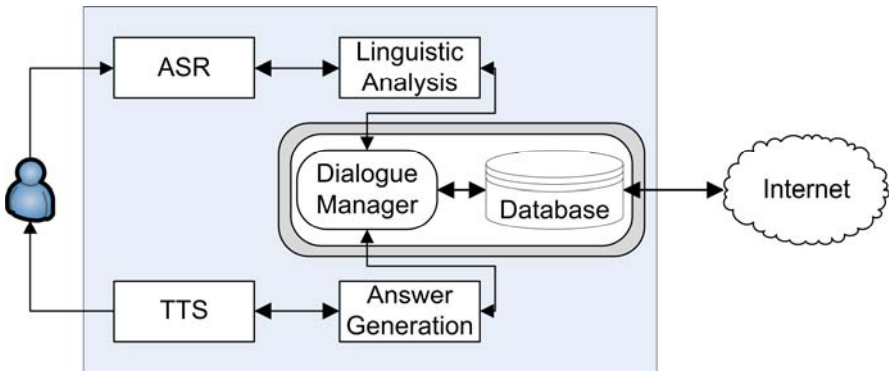 ASR
Linguistic
Analysis
Dialogue
Manager
Database
Internet
TTS
Answer
Generation